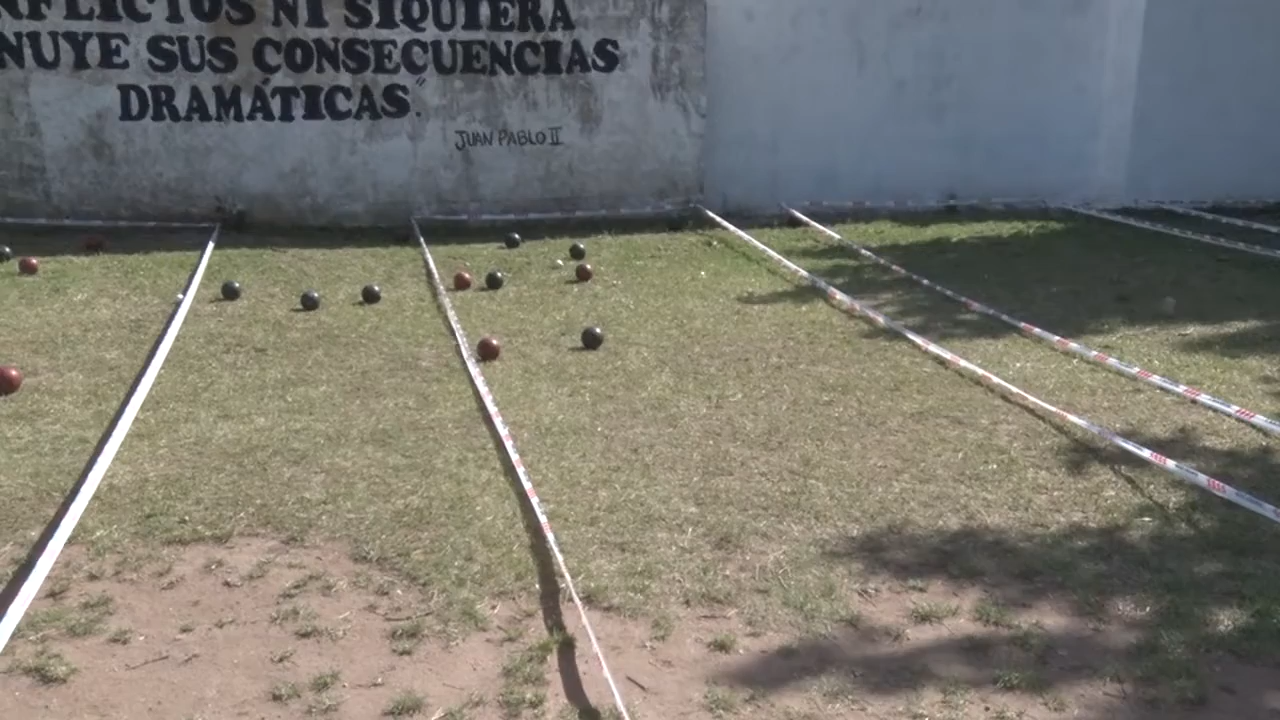 NFLICTOS NI SIQUIERA
NUYE SUS CONSECUENCIAS
DRAMÁTICAS."
JUAN PABLO II